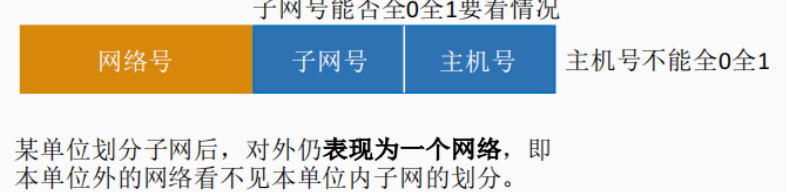 子网号能否全0全1要看情况
网络号 子网号 主机号 主机号不能全0全1
某单位划分子网后，对外仍表现为一个网络，即
本单位外的网络看不见本单位内子网的划分。